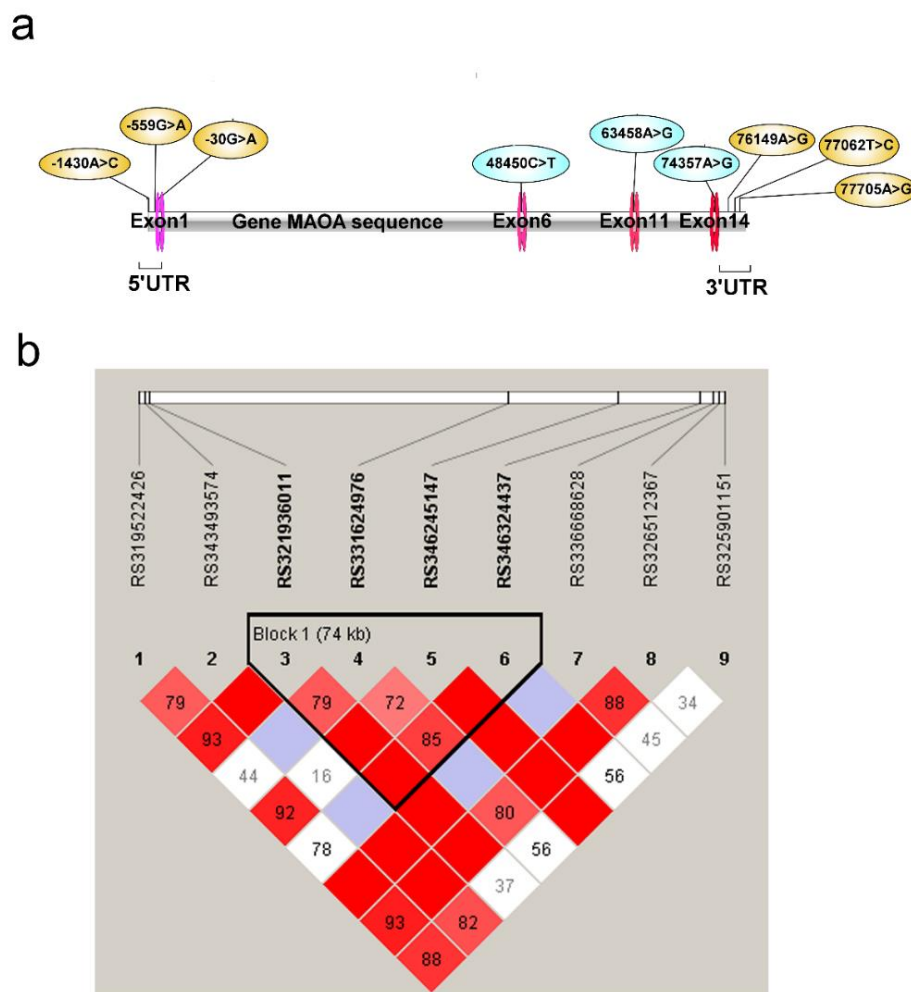 a
-559G>A
-30G>A
-1430A>C
48450C>T
63458A>G
74357A>G
76149A>G
77062T>C
77705A>G
Exon1 Gene MAOA sequence Exon6 Exon11 Exon14
5'UTR 3'UTR
b
RS319522426
RS343493574
RS321936011
RS331624976
RS346245147
RS346324437
RS336668628
RS326512367
RS325901151
Block 1 (74 kb)
1 2 3 4 5 6 7 8 9
79 79 72 88 34
93 85 45
44 16 56
92 80
78 56
37
93 82
88